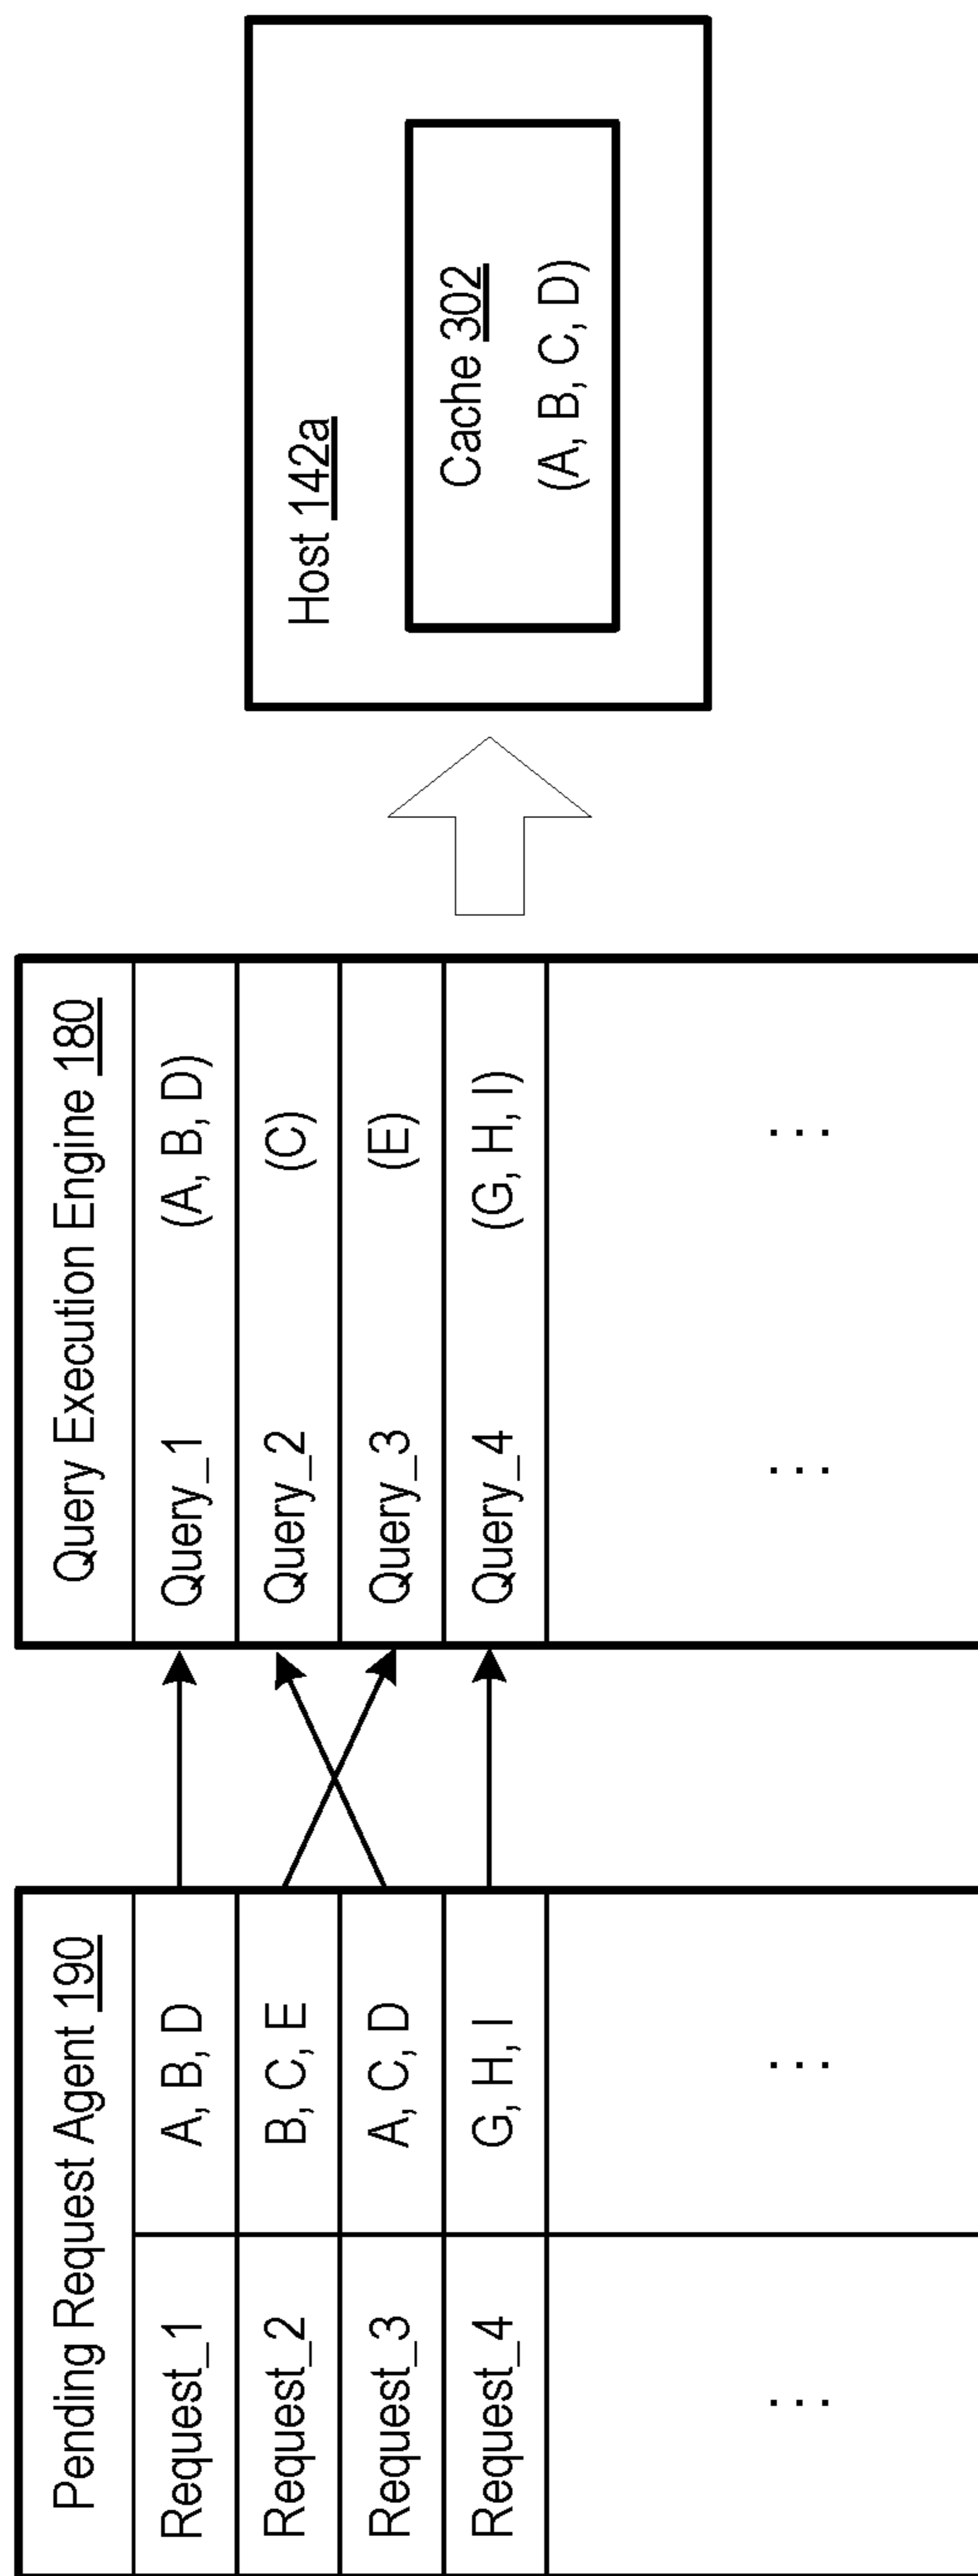 Pending Request Agent 190
Request_1 A, B, D
Request_2 B, C, E
Request_3 A, C, D
Request_4 G, H, I
... ...
Query Execution Engine 180
Query_1 (A, B, D)
Query_2 (C)
Query_3 (E)
Query_4 (G, H, I)
... ...
Host 142a
Cache 302
(A, B, C, D)